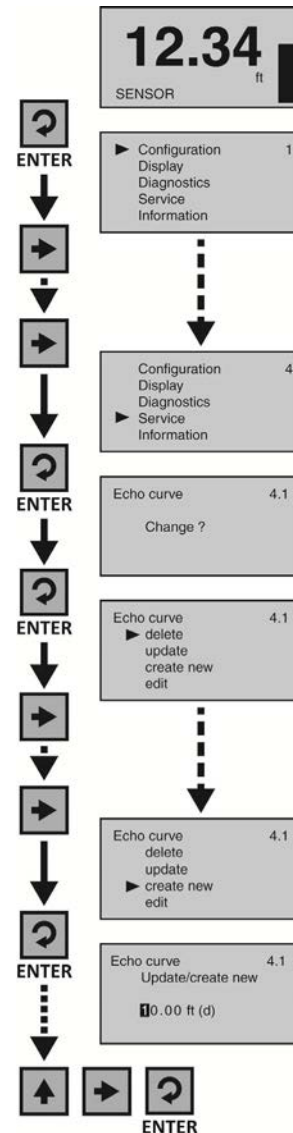 12.34
ft
SENSOR
ENTER
Configuration 1
Display
Diagnostics
Service
Information
Configuration 4
Display
Diagnostics
Service
Information
ENTER
Echo curve 4.1
Change ?
ENTER
Echo curve 4.1
delete
update
create new
edit
Echo curve 4.1
delete
update
create new
edit
ENTER
Echo curve 4.1
Update/create new
10.00 ft (d)
ENTER